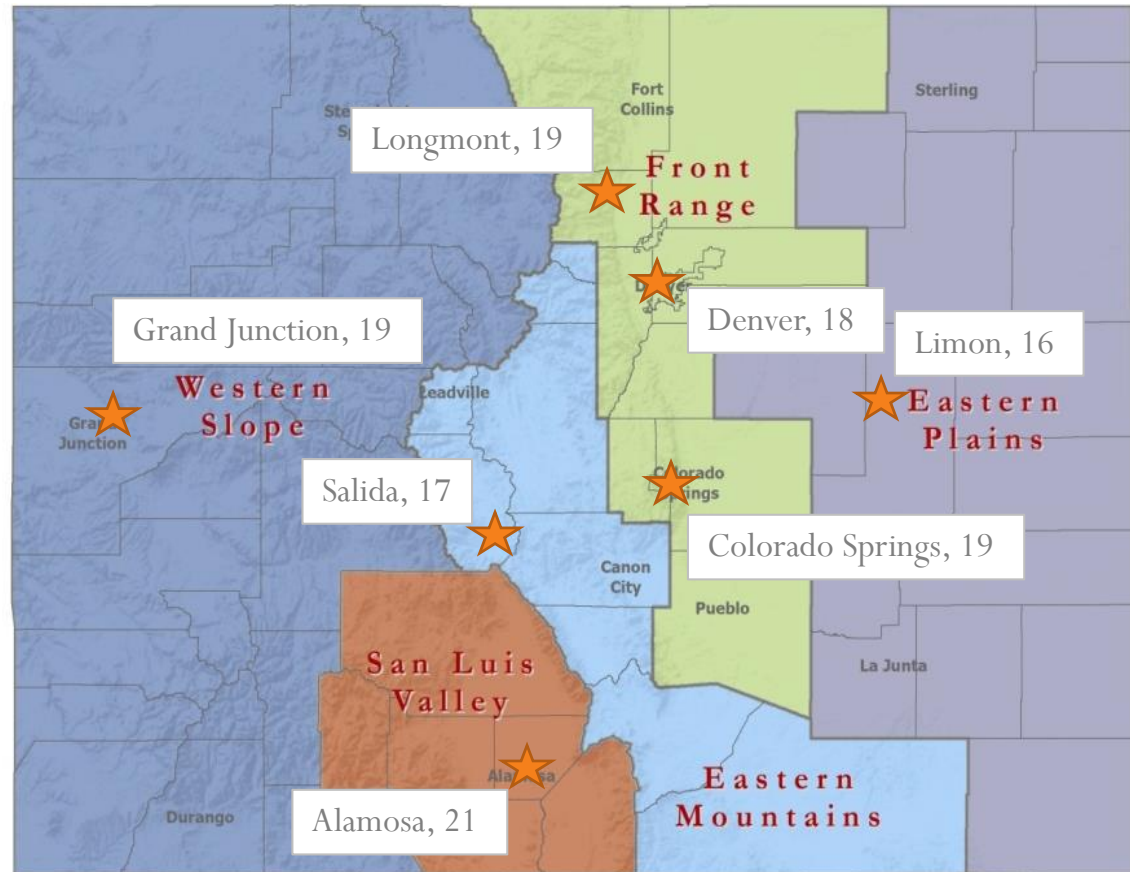 Sterling
Fort
Collins
Longmont, 19
Front
Range
Grand Junction, 19
Denver, 18
Limon, 16
Western
Slope
Leadville
Eastern
Plains
Junction
Salida, 17
Colorado
Springs
Colorado Springs, 19
Canon
City
Pueblo
San Luis
Valley
La Junta
Eastern
Mountains
Alamosa, 21
Durango